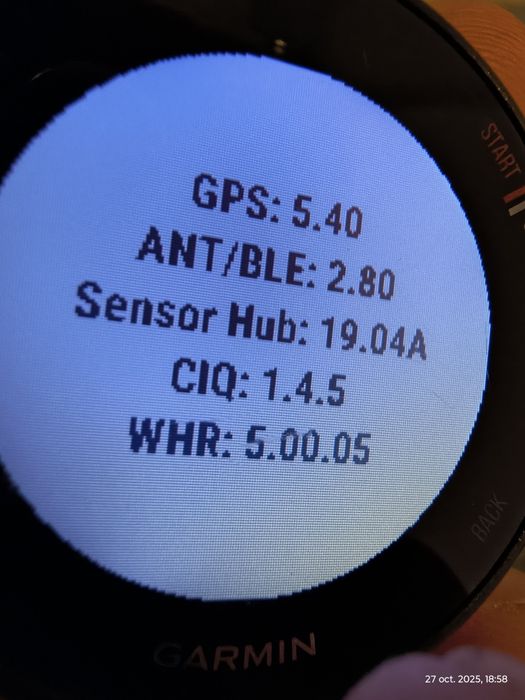 START
GPS: 5.40
ANT/BLE: 2.80
Sensor Hub: 19.04A
CIQ: 1.4.5
WHR: 5.00.05
BACK
GARMIN
27 oct. 2025, 18:58